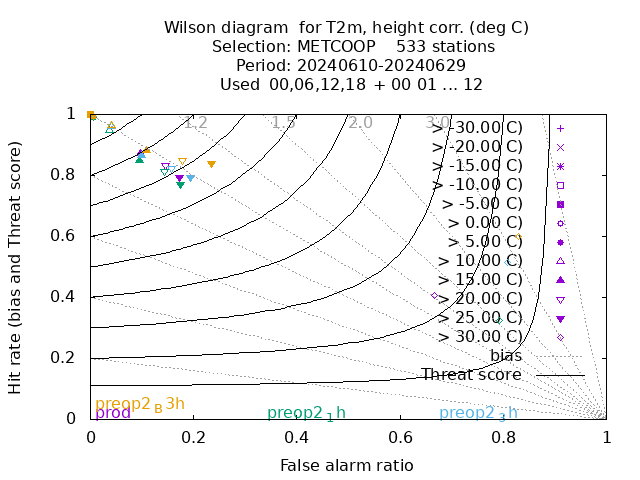 Wilson diagram for T2m, height corr. (deg C)
Selection: METCOOP 533 stations
Period: 20240610-20240629
Used 00,06,12,18 + 00 01 ... 12
Hit rate (bias and Threat score)
1
0.8
0.6
0.4
0.2
0
1.2 1.5 2.0 3.0
> -30.00 C)
> -20.00 C)
> -15.00 C)
> -10.00 C)
> -5.00 C)
> 0.00 C)
> 5.00 C)
> 10.00 C)
> 15.00 C)
> 20.00 C)
> 25.00 C)
> 30.00 C)
bias
Threat score
preop2B3h
prod preop21h preop23h
0 0.2 0.4 0.6 0.8 1
False alarm ratio